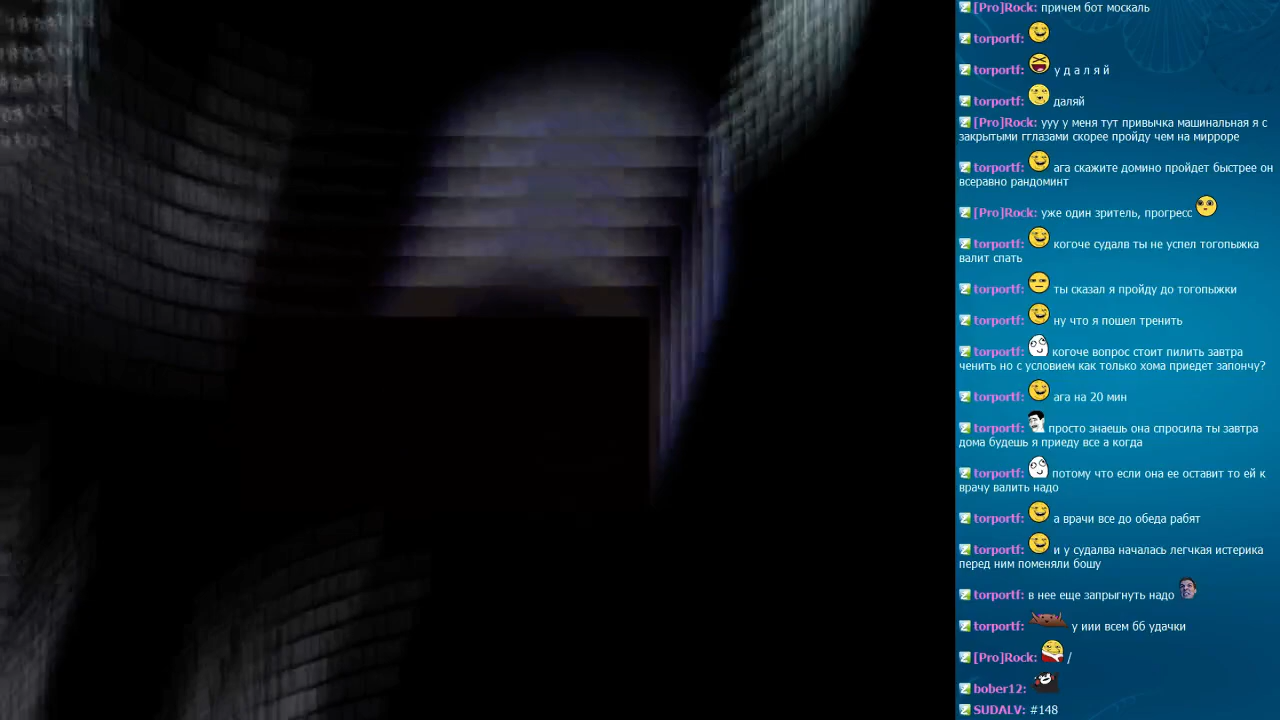 [Pro]Rock: причем бот москаль
torportf:
torportf: у д а л я й
torportf: даляй
[Pro]Rock: ууу у меня тут привычка машинальная я с
закрытыми гглазами скорее пройду чем на мирроре
torportf: ага скажите домино пройдет быстрее он
всеравно рандоминт
[Pro]Rock: уже один зритель, прогресс
torportf: когоче судалв ты не успел тогопыжка
валит спать
torportf: ты сказал я пройду до тогопыжки
torportf: ну что я пошел тренить
torportf: когоче вопрос стоит пилить завтра
ченить но с условием как только хома приедет запончу?
torportf: ага на 20 мин
torportf: просто знаешь она спросила ты завтра
дома будешь я приеду все а когда
torportf: потому что если она ее оставит то ей к
врачу валить надо
torportf: а врачи все до обеда рабят
torportf: и у судалва началась легчкая истерика
перед ним поменяли бошу
torportf: в нее еще запрыгнуть надо
torportf: у иии всем бб удачки
[Pro]Rock: /
bober12:
SUDALV: #148